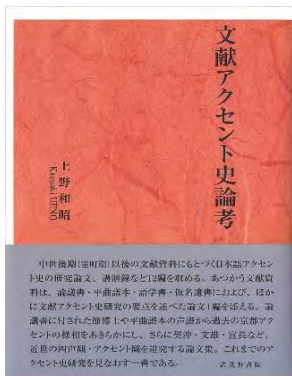 文献アクセント史論考
上野和昭
Kazuaki UENO
中世後期(室町期)以後の文献資料にもとづく日本語アクセン
ト史の研究論文、講演録など12編を収める。あつかう文献資
料は、論議書・平曲譜本・語学書・仮名遣書におよび、ほか
に文献アクセント史研究の要点を述べた論文1編を添える。論
議書に付された節博士や平曲譜本の声譜から過去の京都アク
セントの様相をあきらかにし、さらに契沖・文雄・宣長など、
近世の四声観・アクセント観を追究する論文集。これまでのア
クセント史研究を見なおす一書である。
武蔵野書院